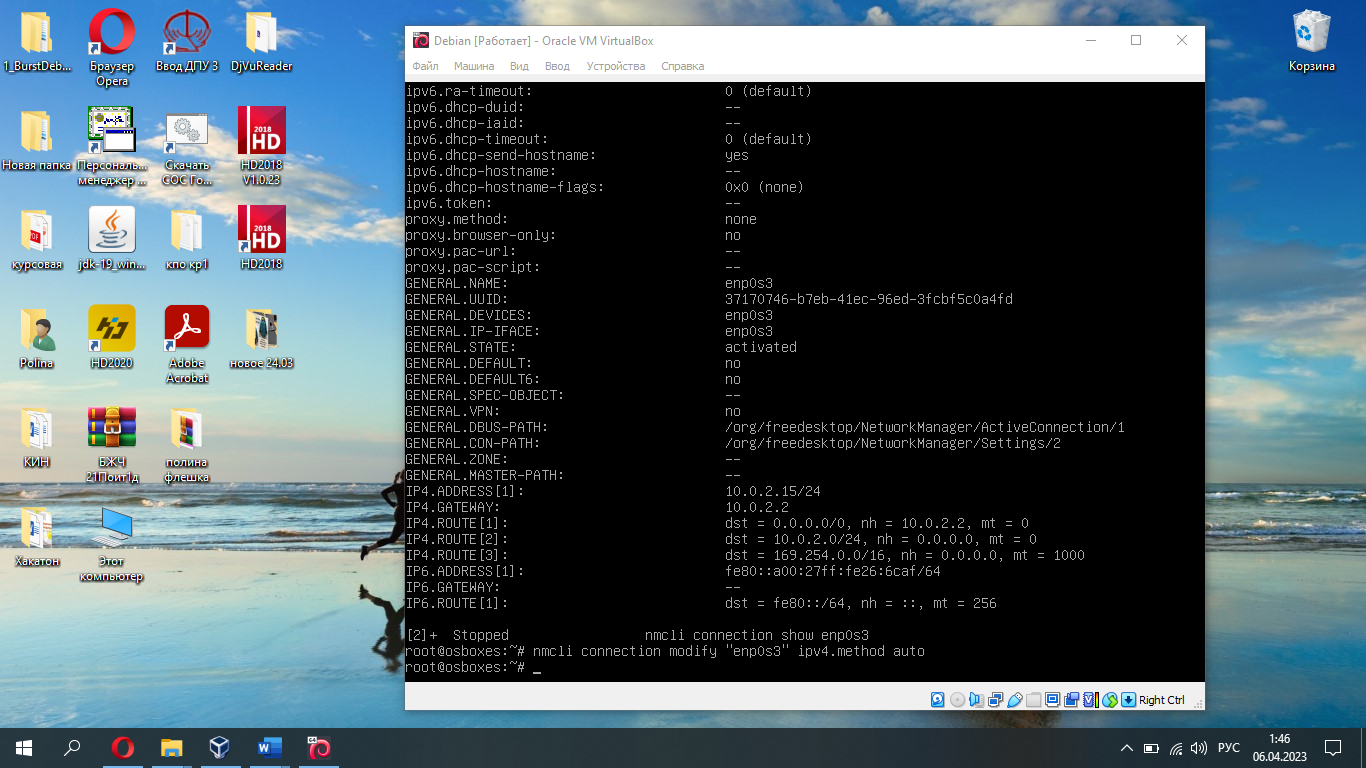 1_BurstDeb...
Браузер Opera
Ввод ДПУ 3
DjVuReader
Новая папка
Персональ... менеджер ...
Скачать СОС Го...
2018
HD
HD2018 V1.0.23
PDF
курсовая
jdk-19_win...
кпо кр1
2018
HD
HD2018
Polina
HD2020
Adobe Acrobat
новое 24.03
КИН
БЖЧ 21Поит1д
полина флешка
Хакатон
Этот компьютер
Корзина
Debian [Работает] - Oracle VM VirtualBox
Файл Машина Вид Ввод Устройства Справка
ipv6.ra-timeout: 0 (default)
ipv6.dhcp-duid: --
ipv6.dhcp-iaid: --
ipv6.dhcp-timeout: 0 (default)
ipv6.dhcp-send-hostname: yes
ipv6.dhcp-hostname: --
ipv6.dhcp-hostname-flags: 0x0 (none)
ipv6.token: --
proxy.method: none
proxy.browser-only: no
proxy.pac-url: --
proxy.pac-script: --
GENERAL.NAME: enp0s3
GENERAL.UUID: 37170746-b7eb-41ec-96ed-3fcbf5c0a4fd
GENERAL.DEVICES: enp0s3
GENERAL.IP-IFACE: enp0s3
GENERAL.STATE: activated
GENERAL.DEFAULT: no
GENERAL.DEFAULT6: no
GENERAL.SPEC-OBJECT: --
GENERAL.VPN: no
GENERAL.DBUS-PATH: /org/freedesktop/NetworkManager/ActiveConnection/1
GENERAL.CON-PATH: /org/freedesktop/NetworkManager/Settings/2
GENERAL.ZONE: --
GENERAL.MASTER-PATH: --
IP4.ADDRESS[1]: 10.0.2.15/24
IP4.GATEWAY: 10.0.2.2
IP4.ROUTE[1]: dst = 0.0.0.0/0, nh = 10.0.2.2, mt = 0
IP4.ROUTE[2]: dst = 10.0.2.0/24, nh = 0.0.0.0, mt = 0
IP4.ROUTE[3]: dst = 169.254.0.0/16, nh = 0.0.0.0, mt = 1000
IP6.ADDRESS[1]: fe80::a00:27ff:fe26:6caf/64
IP6.GATEWAY: --
IP6.ROUTE[1]: dst = fe80::/64, nh = ::, mt = 256
[2]+ Stopped nmcli connection show enp0s3
root@osboxes:~# nmcli connection modify "enp0s3" ipv4.method auto
root@osboxes:~# _
Right Ctrl
РУС
1:46
06.04.2023